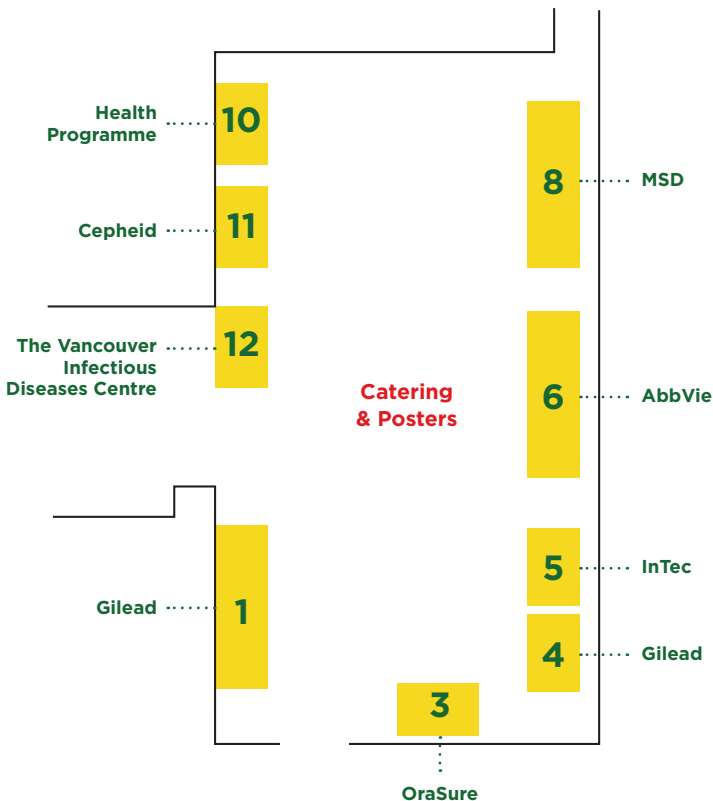 Health
Programme
10
8
MSD
Cepheid
11
The Vancouver
Infectious
Diseases Centre
12
Catering
& Posters
6
AbbVie
5
InTec
Gilead
1
4
Gilead
3
OraSure